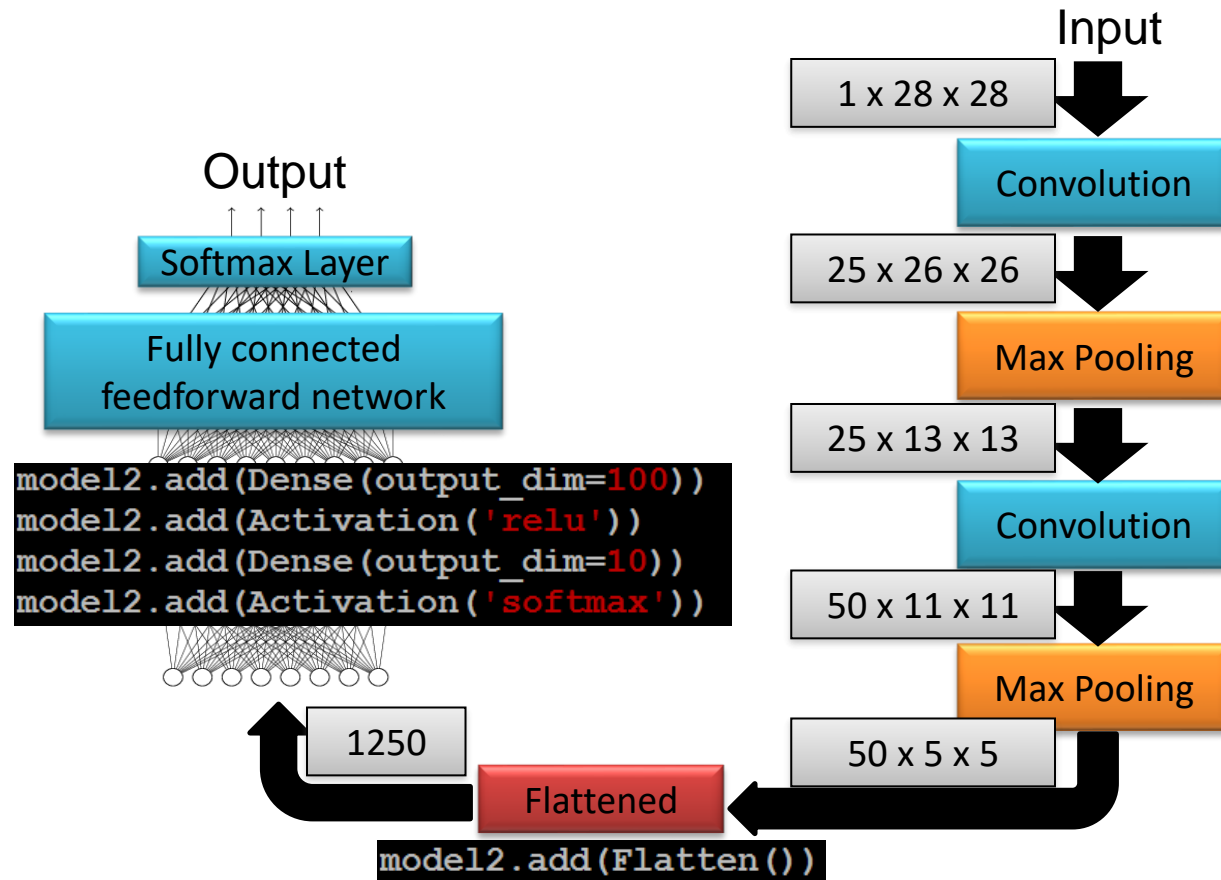 Input
1 x 28 x 28
Convolution
25 x 26 x 26
Max Pooling
25 x 13 x 13
Convolution
50 x 11 x 11
Max Pooling
50 x 5 x 5
Flattened
model2.add(Flatten())
1250
model2.add(Dense(output_dim=100))
model2.add(Activation('relu'))
model2.add(Dense(output_dim=10))
model2.add(Activation('softmax'))
Fully connected
feedforward network
Softmax Layer
Output